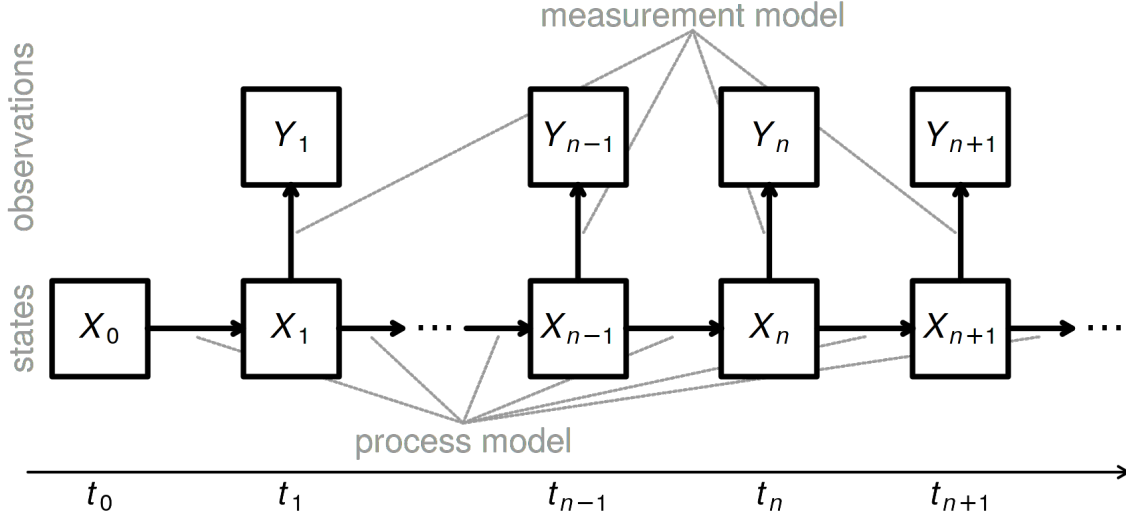 measurement model
observations
Y₁ Yₙ₋₁ Yₙ Yₙ₊₁
states
X₀ X₁ ⋯ Xₙ₋₁ Xₙ Xₙ₊₁ ⋯
process model
t₀ t₁ tₙ₋₁ tₙ tₙ₊₁